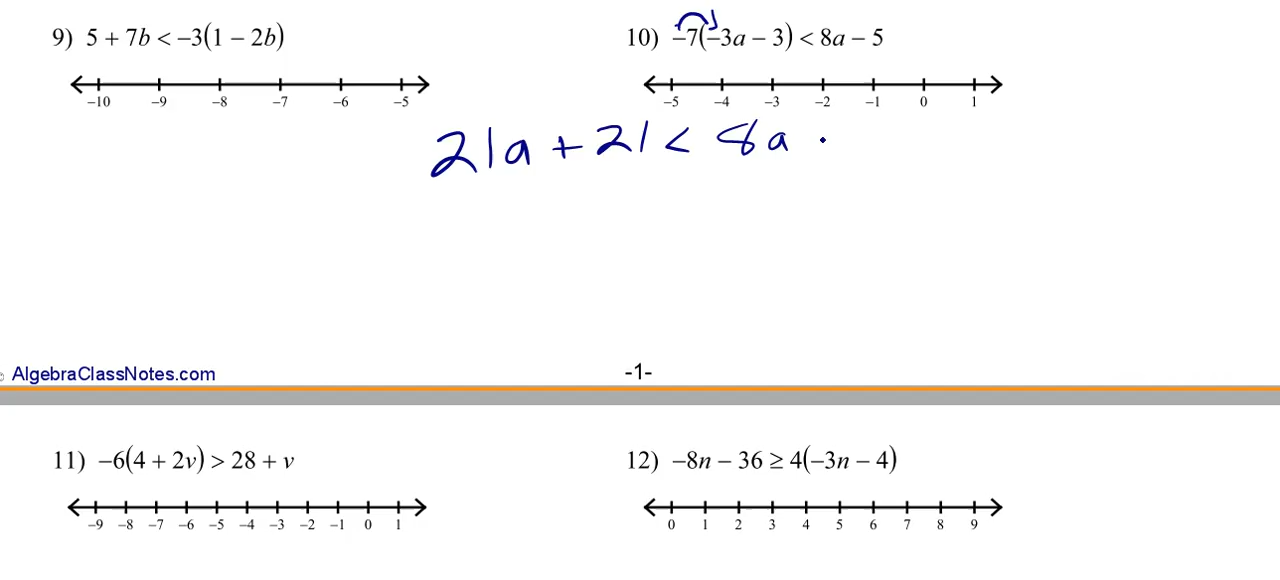 9) 5 + 7b < −3(1 − 2b)
10) −7(−3a − 3) < 8a − 5
−10 −9 −8 −7 −6 −5
−5 −4 −3 −2 −1 0 1
21a + 21 < 8a
© AlgebraClassNotes.com
-1-
11) −6(4 + 2v) > 28 + v
12) −8n − 36 ≥ 4(−3n − 4)
−9 −8 −7 −6 −5 −4 −3 −2 −1 0 1
0 1 2 3 4 5 6 7 8 9